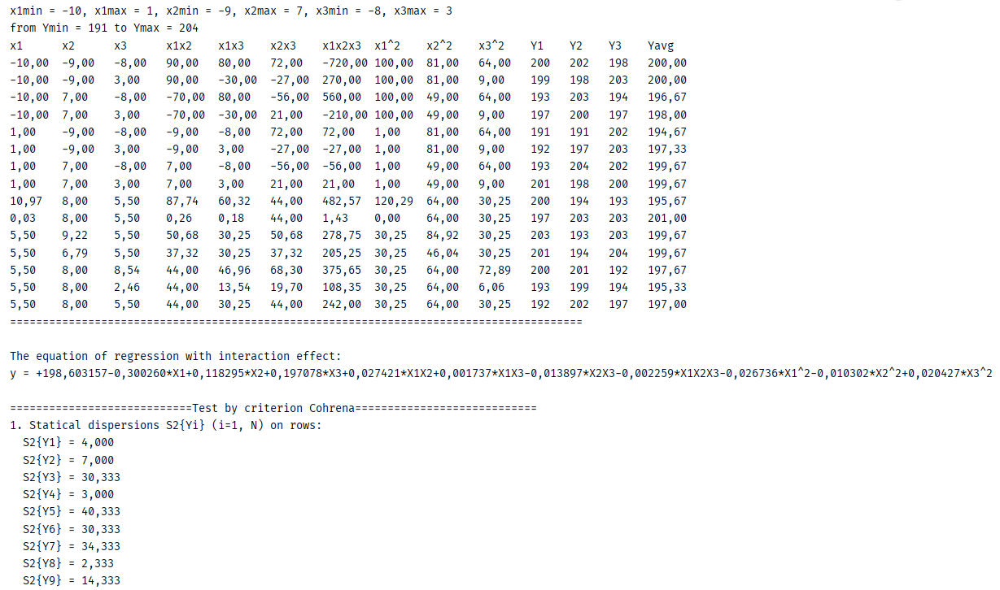 x1min = -10, x1max = 1, x2min = -9, x2max = 7, x3min = -8, x3max = 3
from Ymin = 191 to Ymax = 204
x1 x2 x3 x1x2 x1x3 x2x3 x1x2x3 x1^2 x2^2 x3^2 Y1 Y2 Y3 Yavg
-10,00 -9,00 -8,00 90,00 80,00 72,00 -720,00 100,00 81,00 64,00 200 202 198 200,00
-10,00 -9,00 3,00 90,00 -30,00 -27,00 270,00 100,00 81,00 9,00 199 198 203 200,00
-10,00 7,00 -8,00 -70,00 80,00 -56,00 560,00 100,00 49,00 64,00 193 203 194 196,67
-10,00 7,00 3,00 -70,00 -30,00 21,00 -210,00 100,00 49,00 9,00 197 200 197 198,00
1,00 -9,00 -8,00 -9,00 -8,00 72,00 72,00 1,00 81,00 64,00 191 191 202 194,67
1,00 -9,00 3,00 -9,00 3,00 -27,00 -27,00 1,00 81,00 9,00 192 197 203 197,33
1,00 7,00 -8,00 7,00 -8,00 -56,00 -56,00 1,00 49,00 64,00 193 204 202 199,67
1,00 7,00 3,00 7,00 3,00 21,00 21,00 1,00 49,00 9,00 201 198 200 199,67
10,97 8,00 5,50 87,74 60,32 44,00 482,57 120,29 64,00 30,25 200 194 193 195,67
0,03 8,00 5,50 0,26 0,18 44,00 1,43 0,00 64,00 30,25 197 203 203 201,00
5,50 9,22 5,50 50,68 30,25 50,68 278,75 30,25 84,92 30,25 203 193 203 199,67
5,50 6,79 5,50 37,32 30,25 37,32 205,25 30,25 46,04 30,25 201 194 204 199,67
5,50 8,00 8,54 44,00 46,96 68,30 375,65 30,25 64,00 72,89 200 201 192 197,67
5,50 8,00 2,46 44,00 13,54 19,70 108,35 30,25 64,00 6,06 193 199 194 195,33
5,50 8,00 5,50 44,00 30,25 44,00 242,00 30,25 64,00 30,25 192 202 197 197,00
========================================================================================
The equation of regression with interaction effect:
y = +198,603157-0,300260*X1+0,118295*X2+0,197078*X3+0,027421*X1X2+0,001737*X1X3-0,013897*X2X3-0,002259*X1X2X3-0,026736*X1^2-0,010302*X2^2+0,020427*X3^2
============================Test by criterion Cohrena============================
1. Statical dispersions S2{Yi} (i=1, N) on rows:
S2{Y1} = 4,000
S2{Y2} = 7,000
S2{Y3} = 30,333
S2{Y4} = 3,000
S2{Y5} = 40,333
S2{Y6} = 30,333
S2{Y7} = 34,333
S2{Y8} = 2,333
S2{Y9} = 14,333